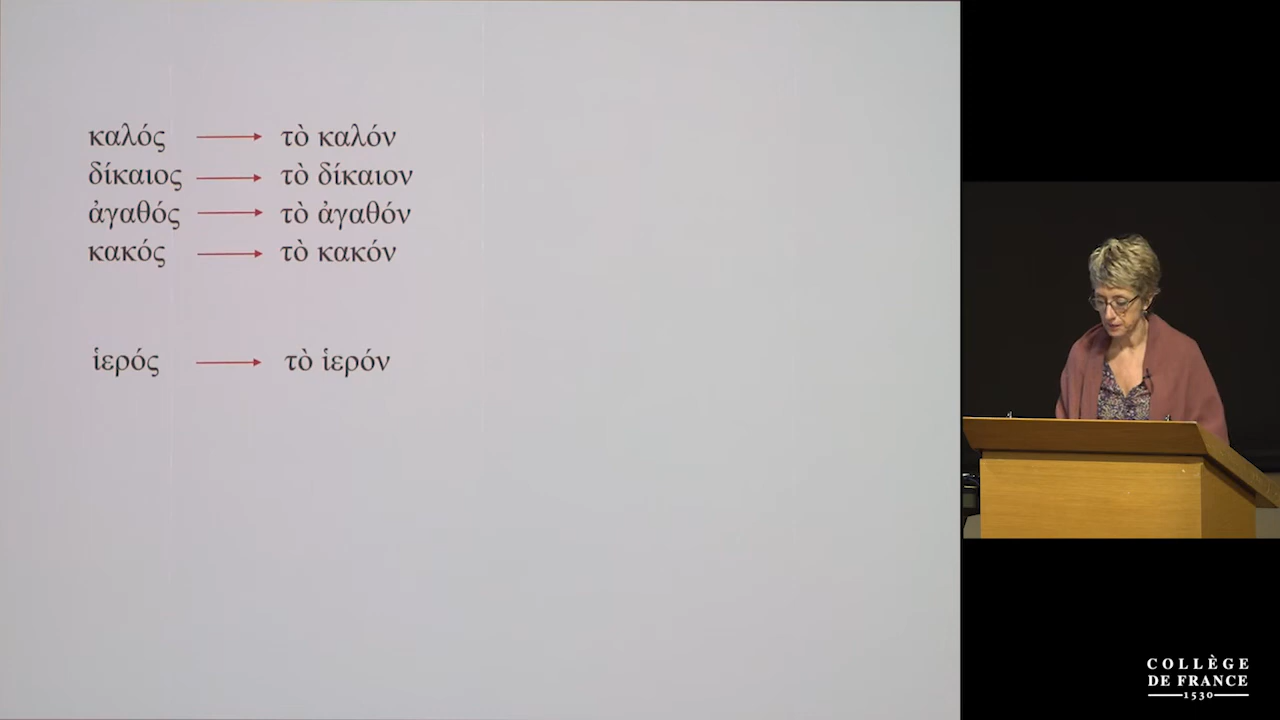 καλός → τὸ καλόν
δίκαιος → τὸ δίκαιον
ἀγαθός → τὸ ἀγαθόν
κακός → τὸ κακόν
ἱερός → τὸ ἱερόν
COLLÈGE
DE FRANCE
1530